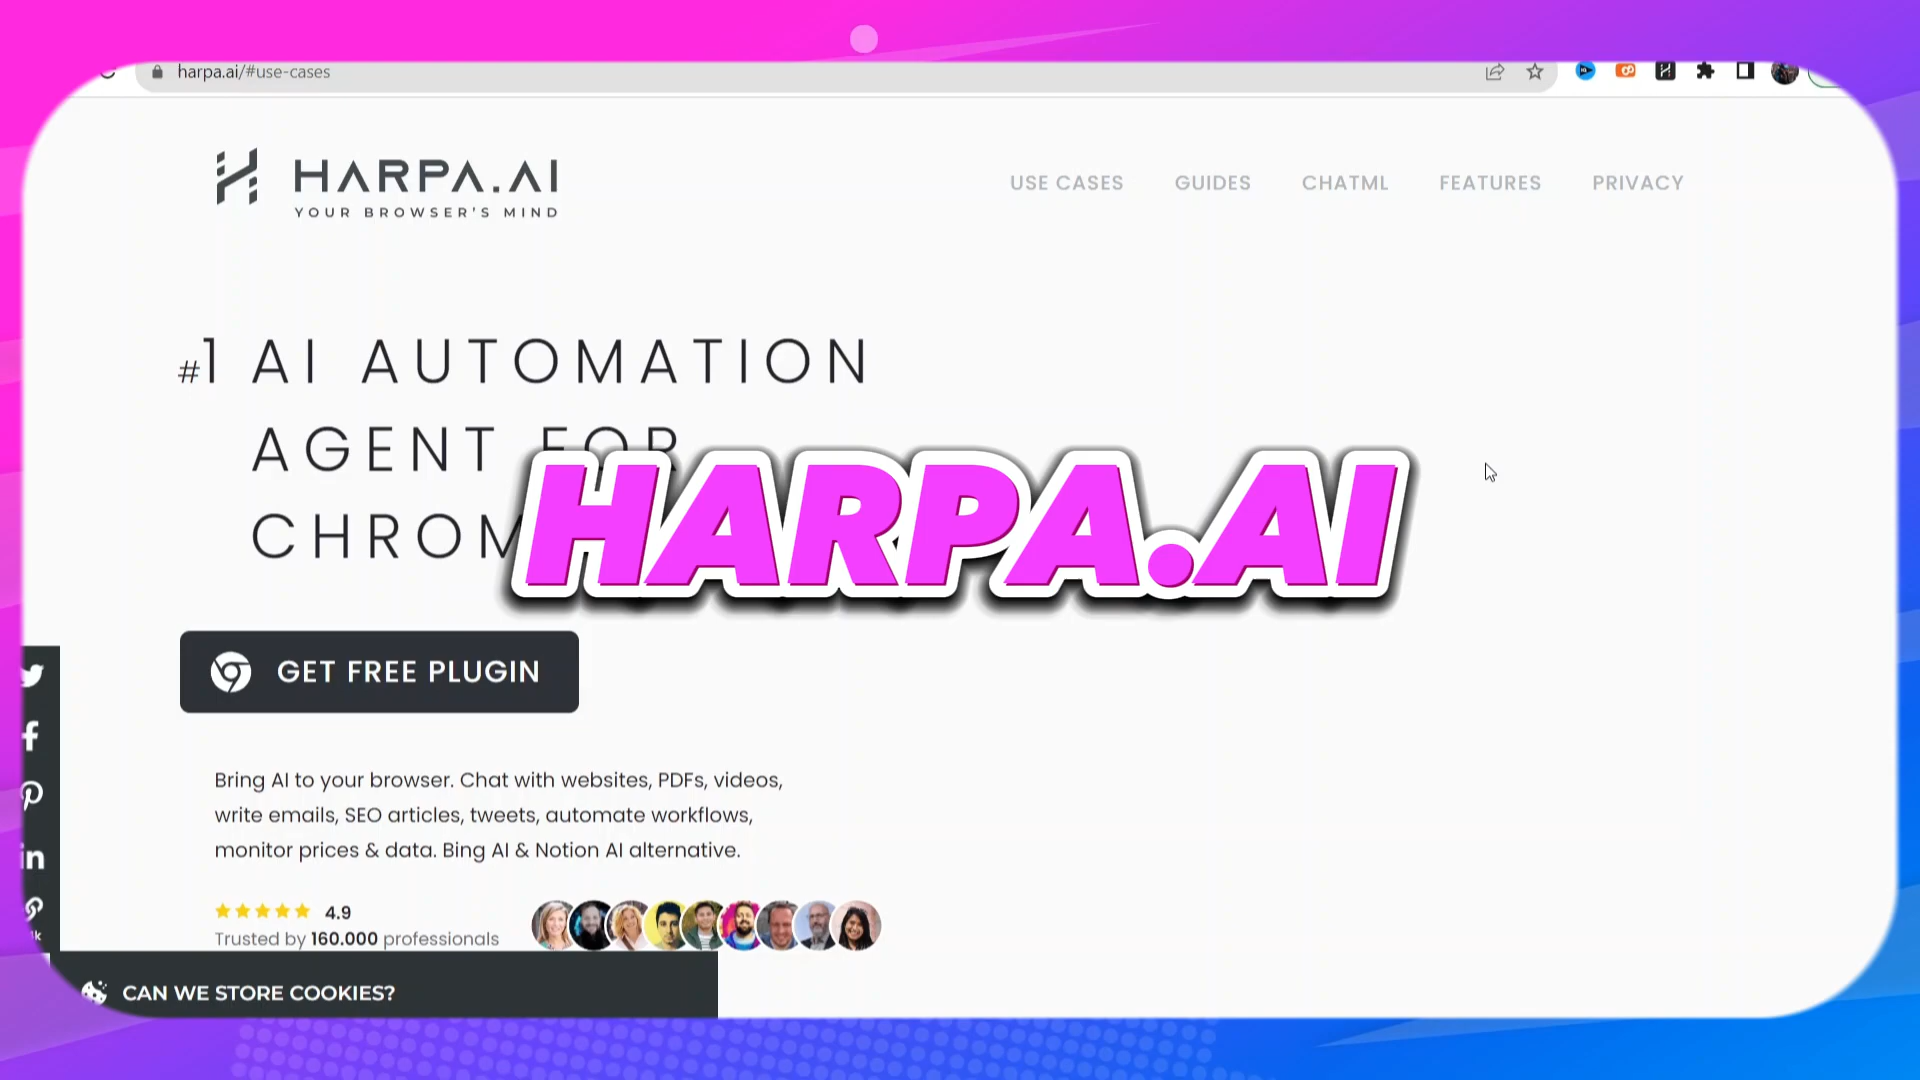 harpa.ai/#use-cases
HARPA.AI
YOUR BROWSER'S MIND
USE CASES
GUIDES
CHATML
FEATURES
PRIVACY
#1 AI AUTOMATION
AGENT FOR
CHROM
HARPA.AI
GET FREE PLUGIN
Bring AI to your browser. Chat with websites, PDFs, videos,
write emails, SEO articles, tweets, automate workflows,
monitor prices & data. Bing AI & Notion AI alternative.
4.9
Trusted by 160.000 professionals
CAN WE STORE COOKIES?